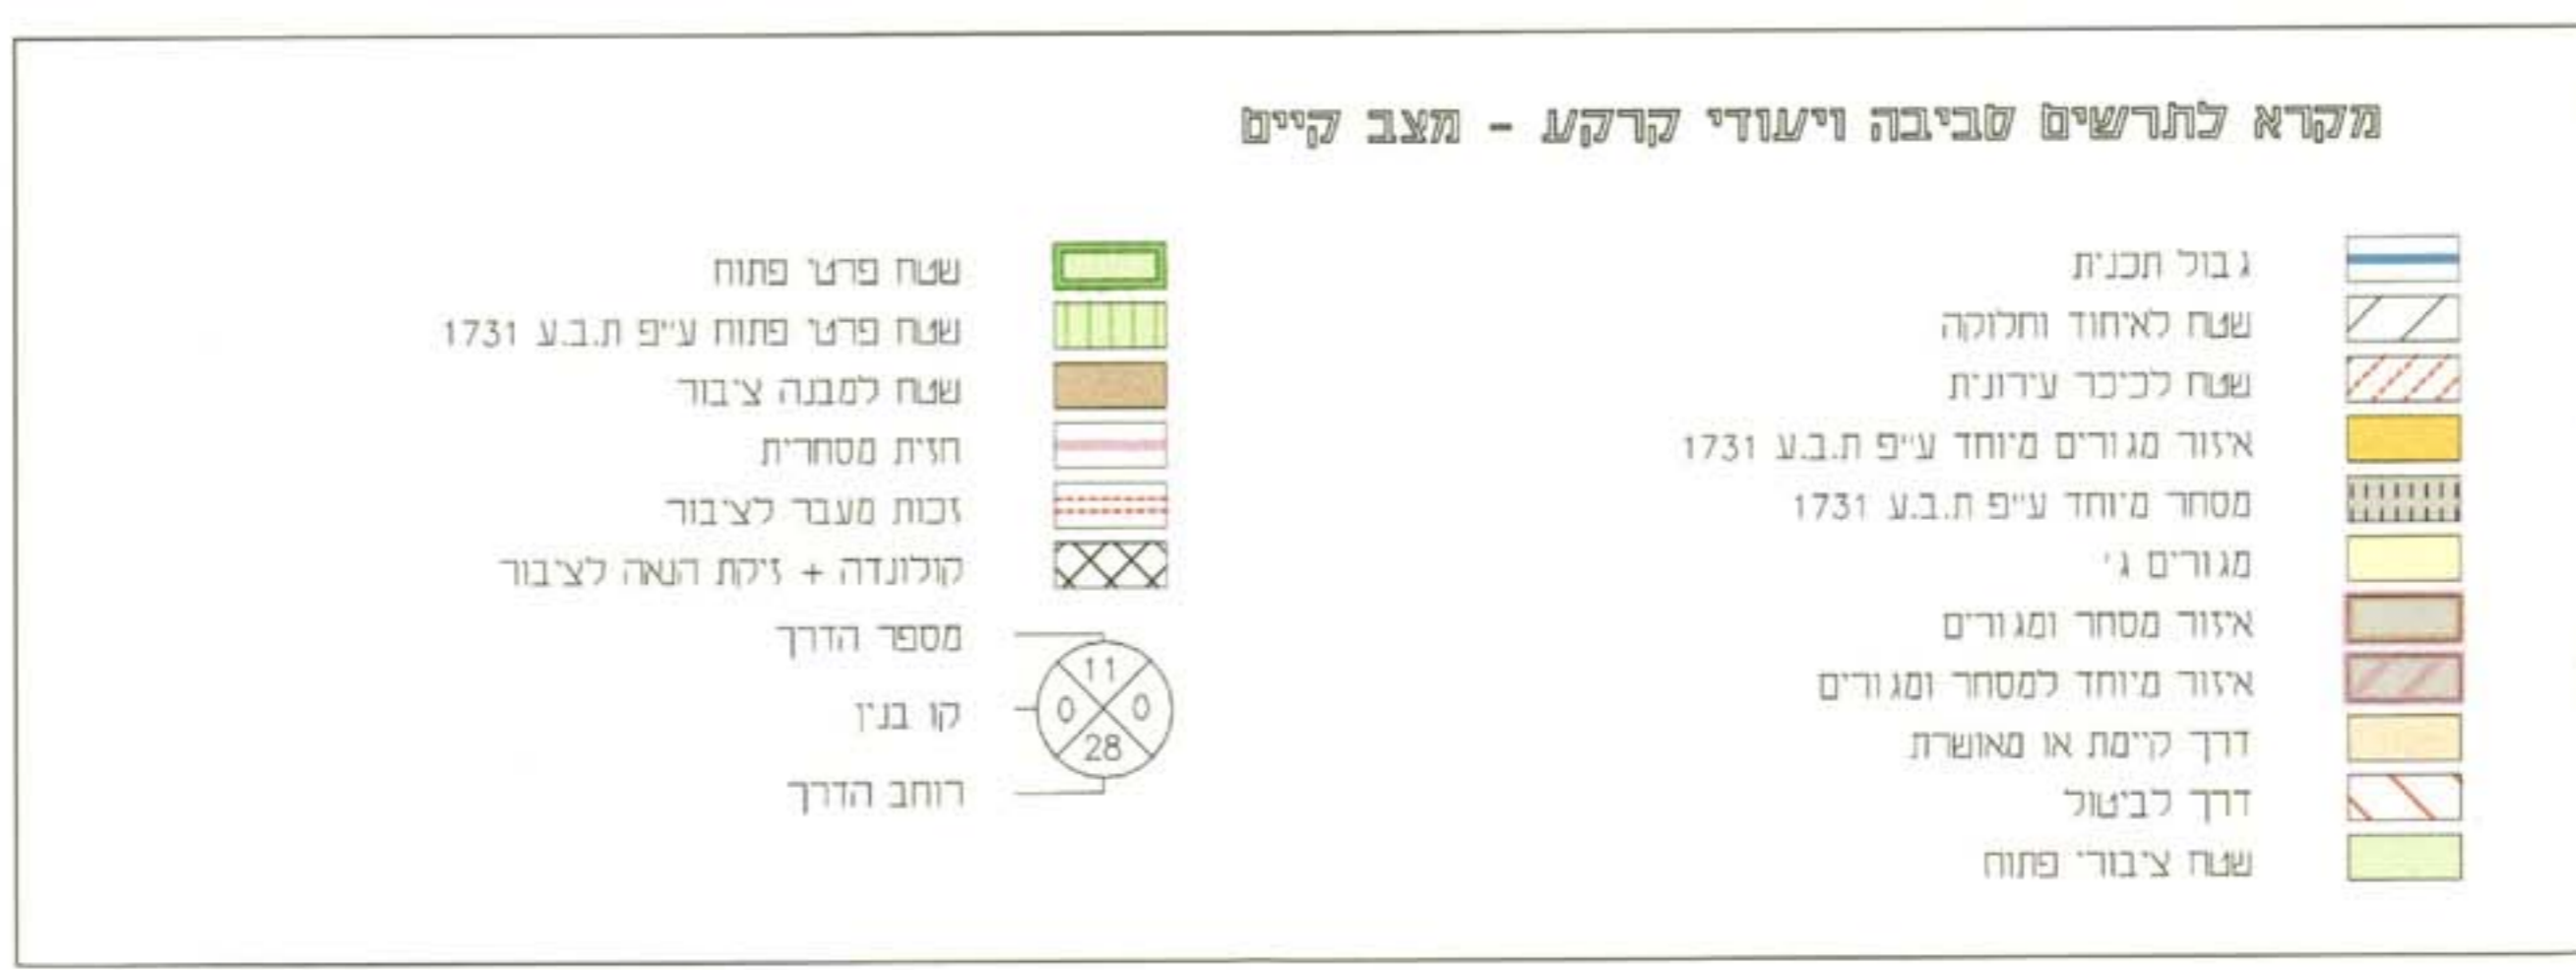 מקרא לתרשים סביבה ויעודי קרקע - מצב קיים
גבול תכנית
שטח לאיחוד וחלוקה
שטח לכיכר עירונית
איזור מגורים מיוחד ע"פ ת.ב.ע 1731
מסחר מיוחד ע"פ ת.ב.ע 1731
מגורים ג'
איזור מסחר ומגורים
איזור מיוחד למסחר ומגורים
דרך קיימת או מאושרת
דרך לביטול
שטח ציבורי פתוח
שטח פרטי פתוח
שטח פרטי פתוח ע"פ ת.ב.ע 1731
שטח למבנה ציבור
חזית מסחרית
זכות מעבר לציבור
קולונדה + זיקת הנאה לציבור
מספר הדרך
11
קו בנין
0 0
28
רוחב הדרך